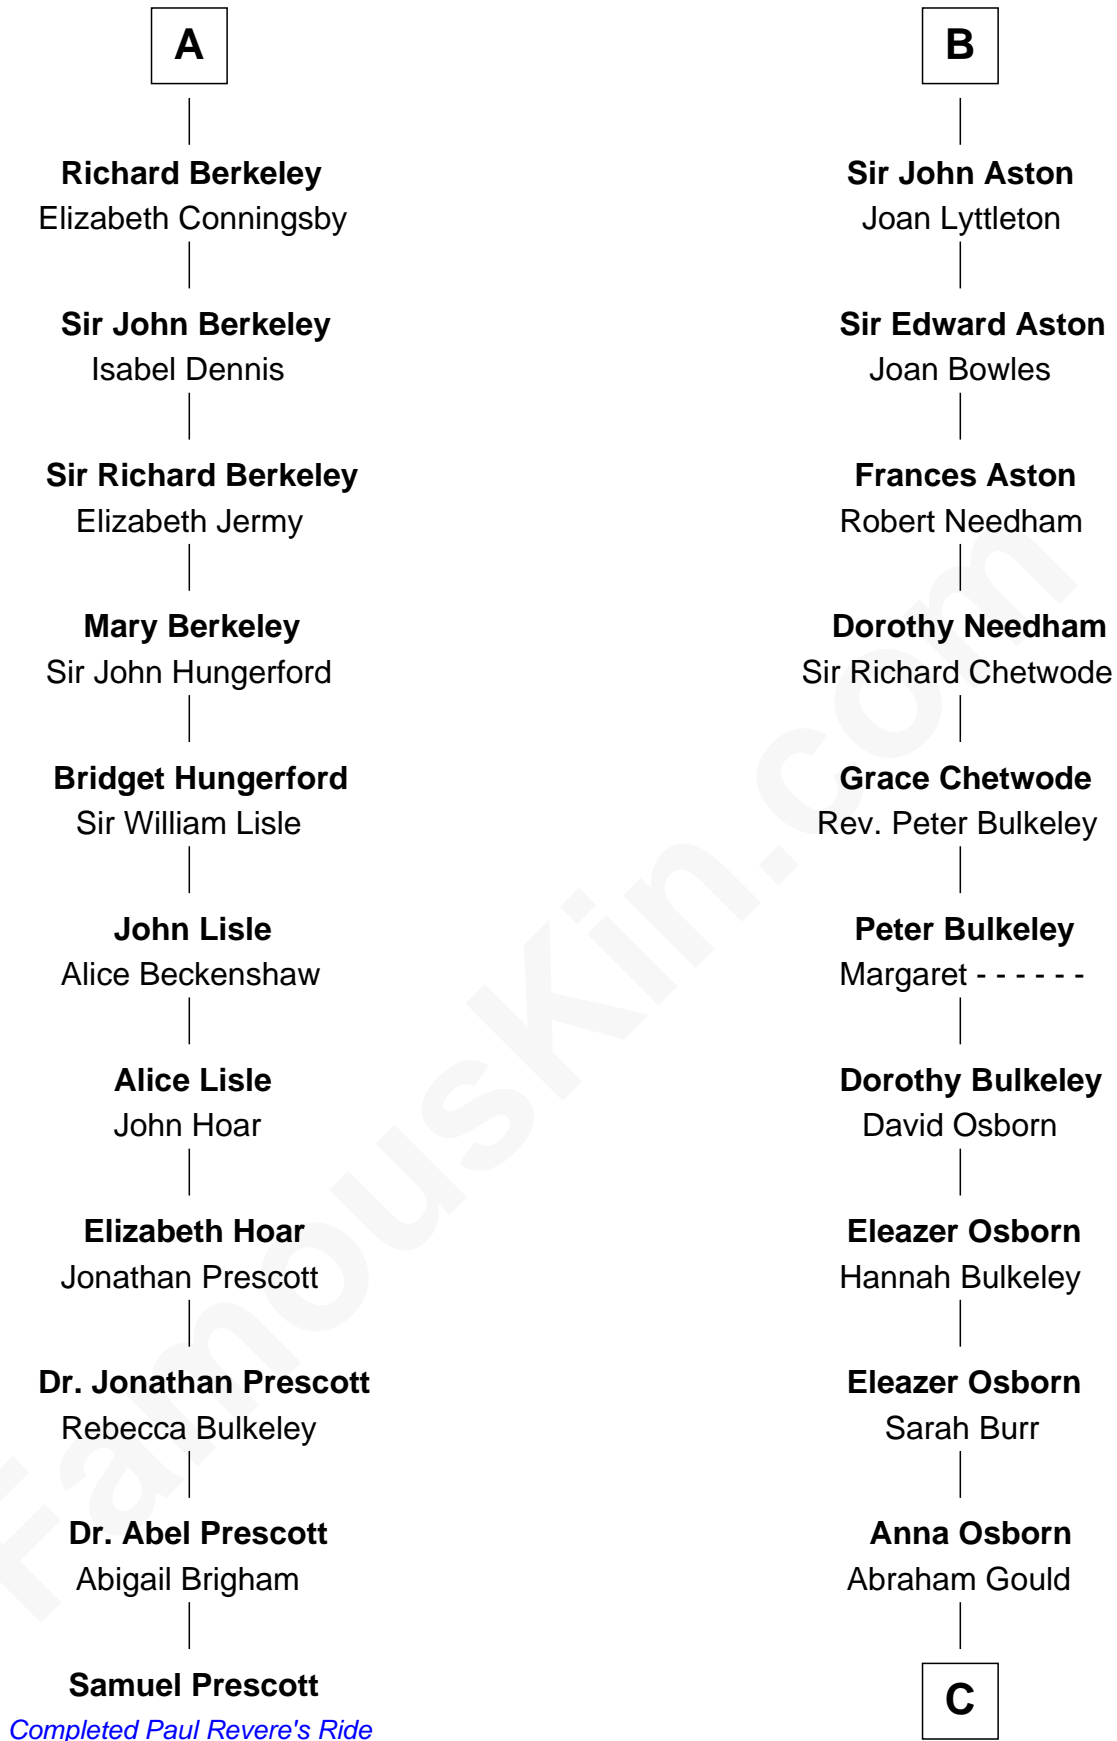 A
Richard Berkeley
Elizabeth Conningsby
Sir John Berkeley
Isabel Dennis
Sir Richard Berkeley
Elizabeth Jermy
Mary Berkeley
Sir John Hungerford
Bridget Hungerford
Sir William Lisle
John Lisle
Alice Beckenshaw
Alice Lisle
John Hoar
Elizabeth Hoar
Jonathan Prescott
Dr. Jonathan Prescott
Rebecca Bulkeley
Dr. Abel Prescott
Abigail Brigham
Samuel Prescott
Completed Paul Revere's Ride
B
Sir John Aston
Joan Lyttleton
Sir Edward Aston
Joan Bowles
Frances Aston
Robert Needham
Dorothy Needham
Sir Richard Chetwode
Grace Chetwode
Rev. Peter Bulkeley
Peter Bulkeley
Margaret - - - - - -
Dorothy Bulkeley
David Osborn
Eleazer Osborn
Hannah Bulkeley
Eleazer Osborn
Sarah Burr
Anna Osborn
Abraham Gould
C
FamousKin.com